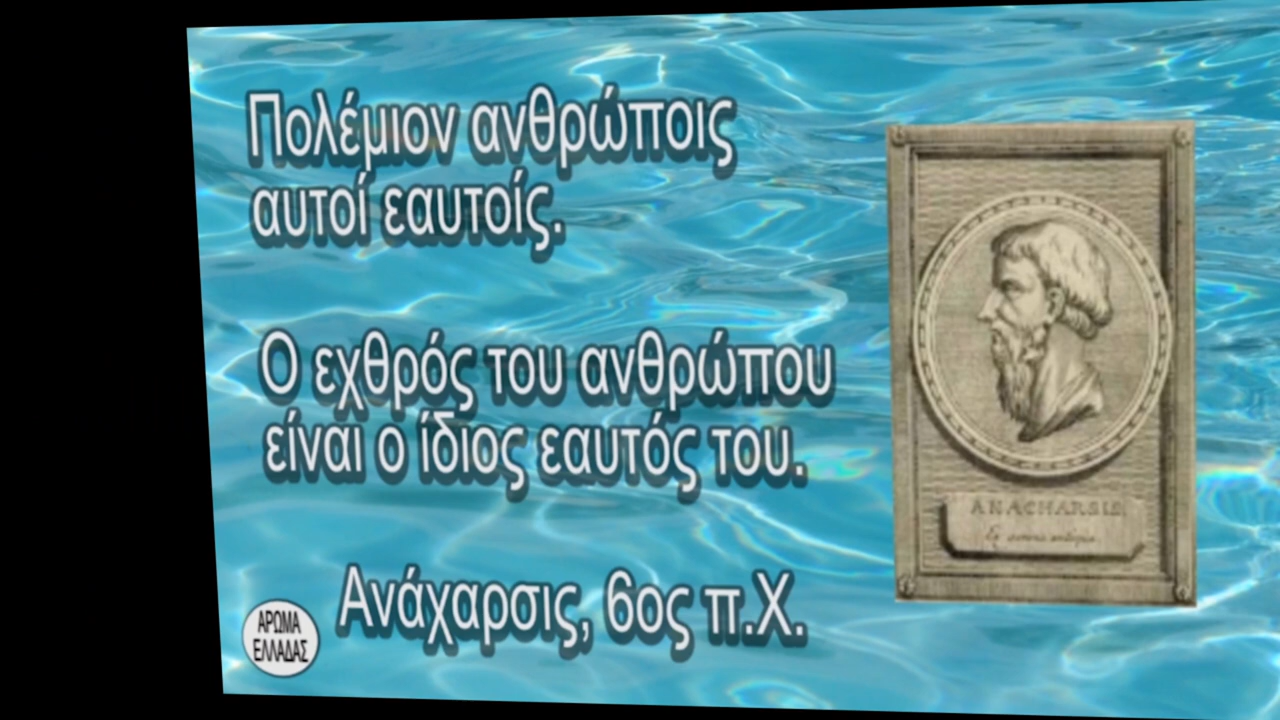 Πολέμιον ανθρώποις
αυτοί εαυτοίς.
Ο εχθρός του ανθρώπου
είναι ο ίδιος εαυτός του.
Ανάχαρσις, 6ος π.Χ.
ΑΡΩΜΑ
ΕΛΛΑΔΑΣ
ANACHARSIS